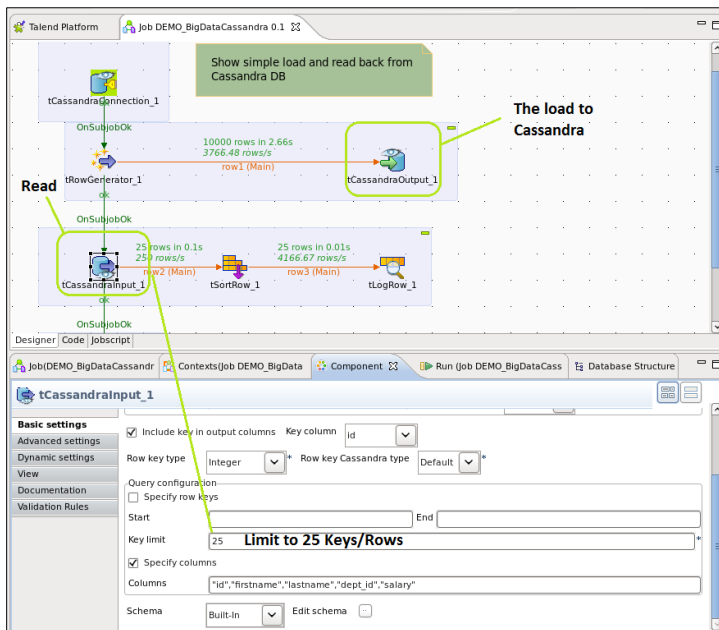 Talend Platform
Job DEMO_BigDataCassandra 0.1
Show simple load and read back from
Cassandra DB
tCassandraConnection_1
ok
OnSubjobOk
The load to
Cassandra
10000 rows in 2.66s
3766.48 rows/s
row1 (Main)
tRowGenerator_1
tCassandraOutput_1
Read
ok
OnSubjobOk
25 rows in 0.1s
250 rows/s
row2 (Main)
25 rows in 0.01s
4166.67 rows/s
row3 (Main)
tCassandraInput_1
tSortRow_1
tLogRow_1
ok
OnSubjobOk
Designer
Code
Jobscript
Job(DEMO_BigDataCassandr
Contexts(Job DEMO_BigData
Component
Run (Job DEMO_BigDataCass
Database Structure
tCassandraInput_1
Basic settings
Advanced settings
Dynamic settings
View
Documentation
Validation Rules
Include key in output columns
Key column
id
Row key type
Integer
*
Row key Cassandra type
Default
*
Query configuration
Specify row keys
Start
End
Key limit
25
Limit to 25 Keys/Rows
*
Specify columns
Columns
"id","firstname","lastname","dept_id","salary"
Schema
Built-In
Edit schema
...